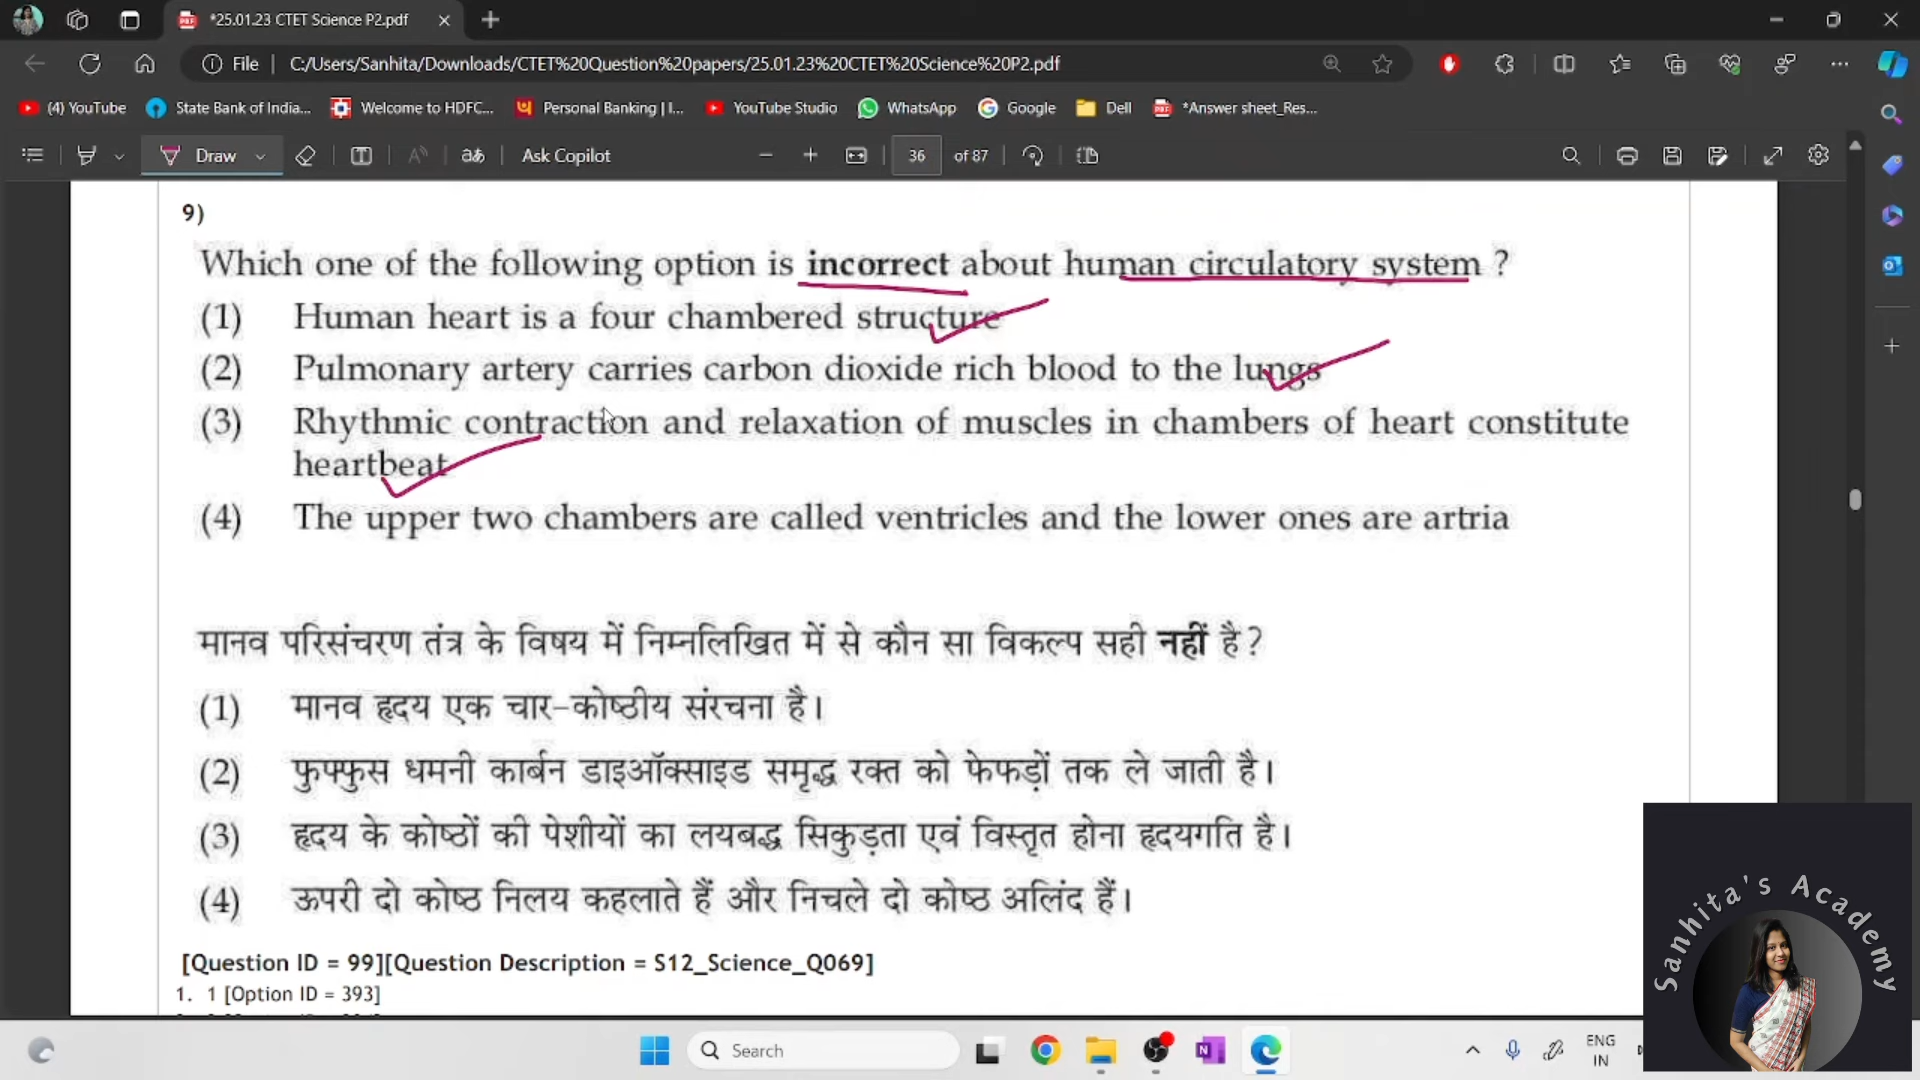 *25.01.23 CTET Science P2.pdf
File
C:/Users/Sanhita/Downloads/CTET%20Question%20papers/25.01.23%20CTET%20Science%20P2.pdf
(4) YouTube State Bank of India... Welcome to HDFC... Personal Banking | I... YouTube Studio WhatsApp Google Dell *Answer sheet_Res...
Draw aあ Ask Copilot 36 of 87
9)
Which one of the following option is incorrect about human circulatory system ?
(1) Human heart is a four chambered structure
(2) Pulmonary artery carries carbon dioxide rich blood to the lungs
(3) Rhythmic contraction and relaxation of muscles in chambers of heart constitute
heartbeat
(4) The upper two chambers are called ventricles and the lower ones are artria
मानव परिसंचरण तंत्र के विषय में निम्नलिखित में से कौन सा विकल्प सही नहीं है?
(1) मानव हृदय एक चार-कोष्ठीय संरचना है।
(2) फुफ्फुस धमनी कार्बन डाइऑक्साइड समृद्ध रक्त को फेफड़ों तक ले जाती है।
(3) हृदय के कोष्ठों की पेशीयों का लयबद्ध सिकुड़ता एवं विस्तृत होना हृदयगति है।
(4) ऊपरी दो कोष्ठ निलय कहलाते हैं और निचले दो कोष्ठ अलिंद हैं।
[Question ID = 99][Question Description = S12_Science_Q069]
1. 1 [Option ID = 393]
Sanhita's Academy
Search
ENG
IN